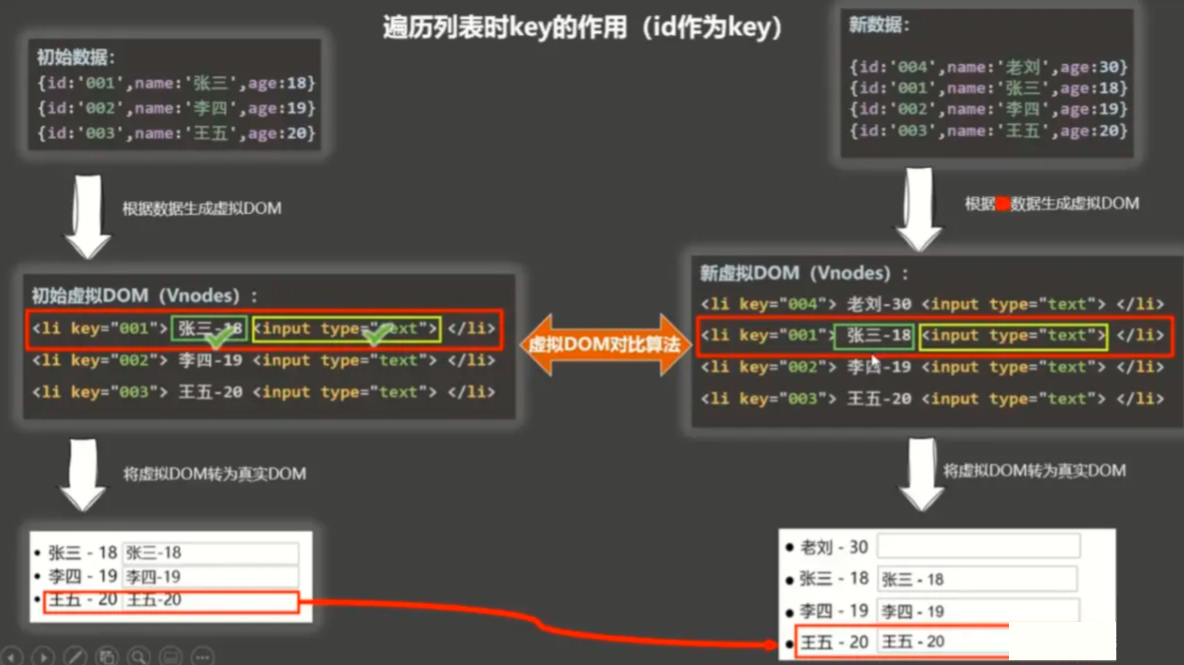 遍历列表时key的作用（id作为key）
初始数据：
{id:'001',name:'张三',age:18}
{id:'002',name:'李四',age:19}
{id:'003',name:'王五',age:20}
根据数据生成虚拟DOM
初始虚拟DOM（Vnodes）：
<li key="001"> 张三-18 <input type="text"> </li>
<li key="002"> 李四-19 <input type="text"> </li>
<li key="003"> 王五-20 <input type="text"> </li>
将虚拟DOM转为真实DOM
张三 - 18 张三-18
李四 - 19 李四-19
王五 - 20 王五-20
虚拟DOM对比算法
新数据：
{id:'004',name:'老刘',age:30}
{id:'001',name:'张三',age:18}
{id:'002',name:'李四',age:19}
{id:'003',name:'王五',age:20}
根据 数据生成虚拟DOM
新虚拟DOM（Vnodes）：
<li key="004"> 老刘-30 <input type="text"> </li>
<li key="001"> 张三-18 <input type="text"> </li>
<li key="002"> 李四-19 <input type="text"> </li>
<li key="003"> 王五-20 <input type="text"> </li>
将虚拟DOM转为真实DOM
老刘 - 30
张三 - 18 张三 - 18
李四 - 19 李四 - 19
王五 - 20 王五 - 20